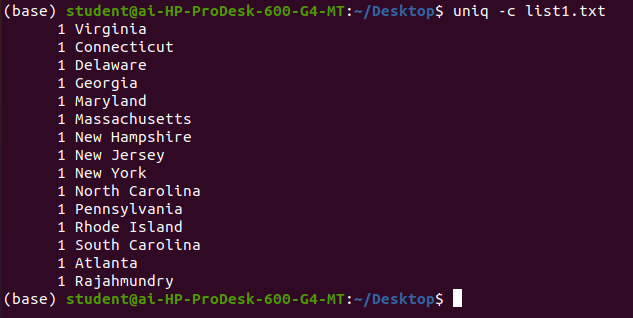 (base) student@ai-HP-ProDesk-600-G4-MT:~/Desktop$ uniq -c list1.txt
      1 Virginia
      1 Connecticut
      1 Delaware
      1 Georgia
      1 Maryland
      1 Massachusetts
      1 New Hampshire
      1 New Jersey
      1 New York
      1 North Carolina
      1 Pennsylvania
      1 Rhode Island
      1 South Carolina
      1 Atlanta
      1 Rajahmundry
(base) student@ai-HP-ProDesk-600-G4-MT:~/Desktop$